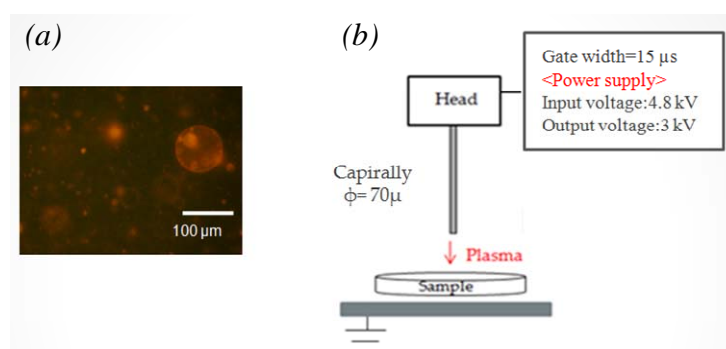 (a)
100 µm
(b)
Head
Gate width=15 µs
<Power supply>
Input voltage:4.8 kV
Output voltage:3 kV
Capirally
ϕ=70µ
Plasma
Sample